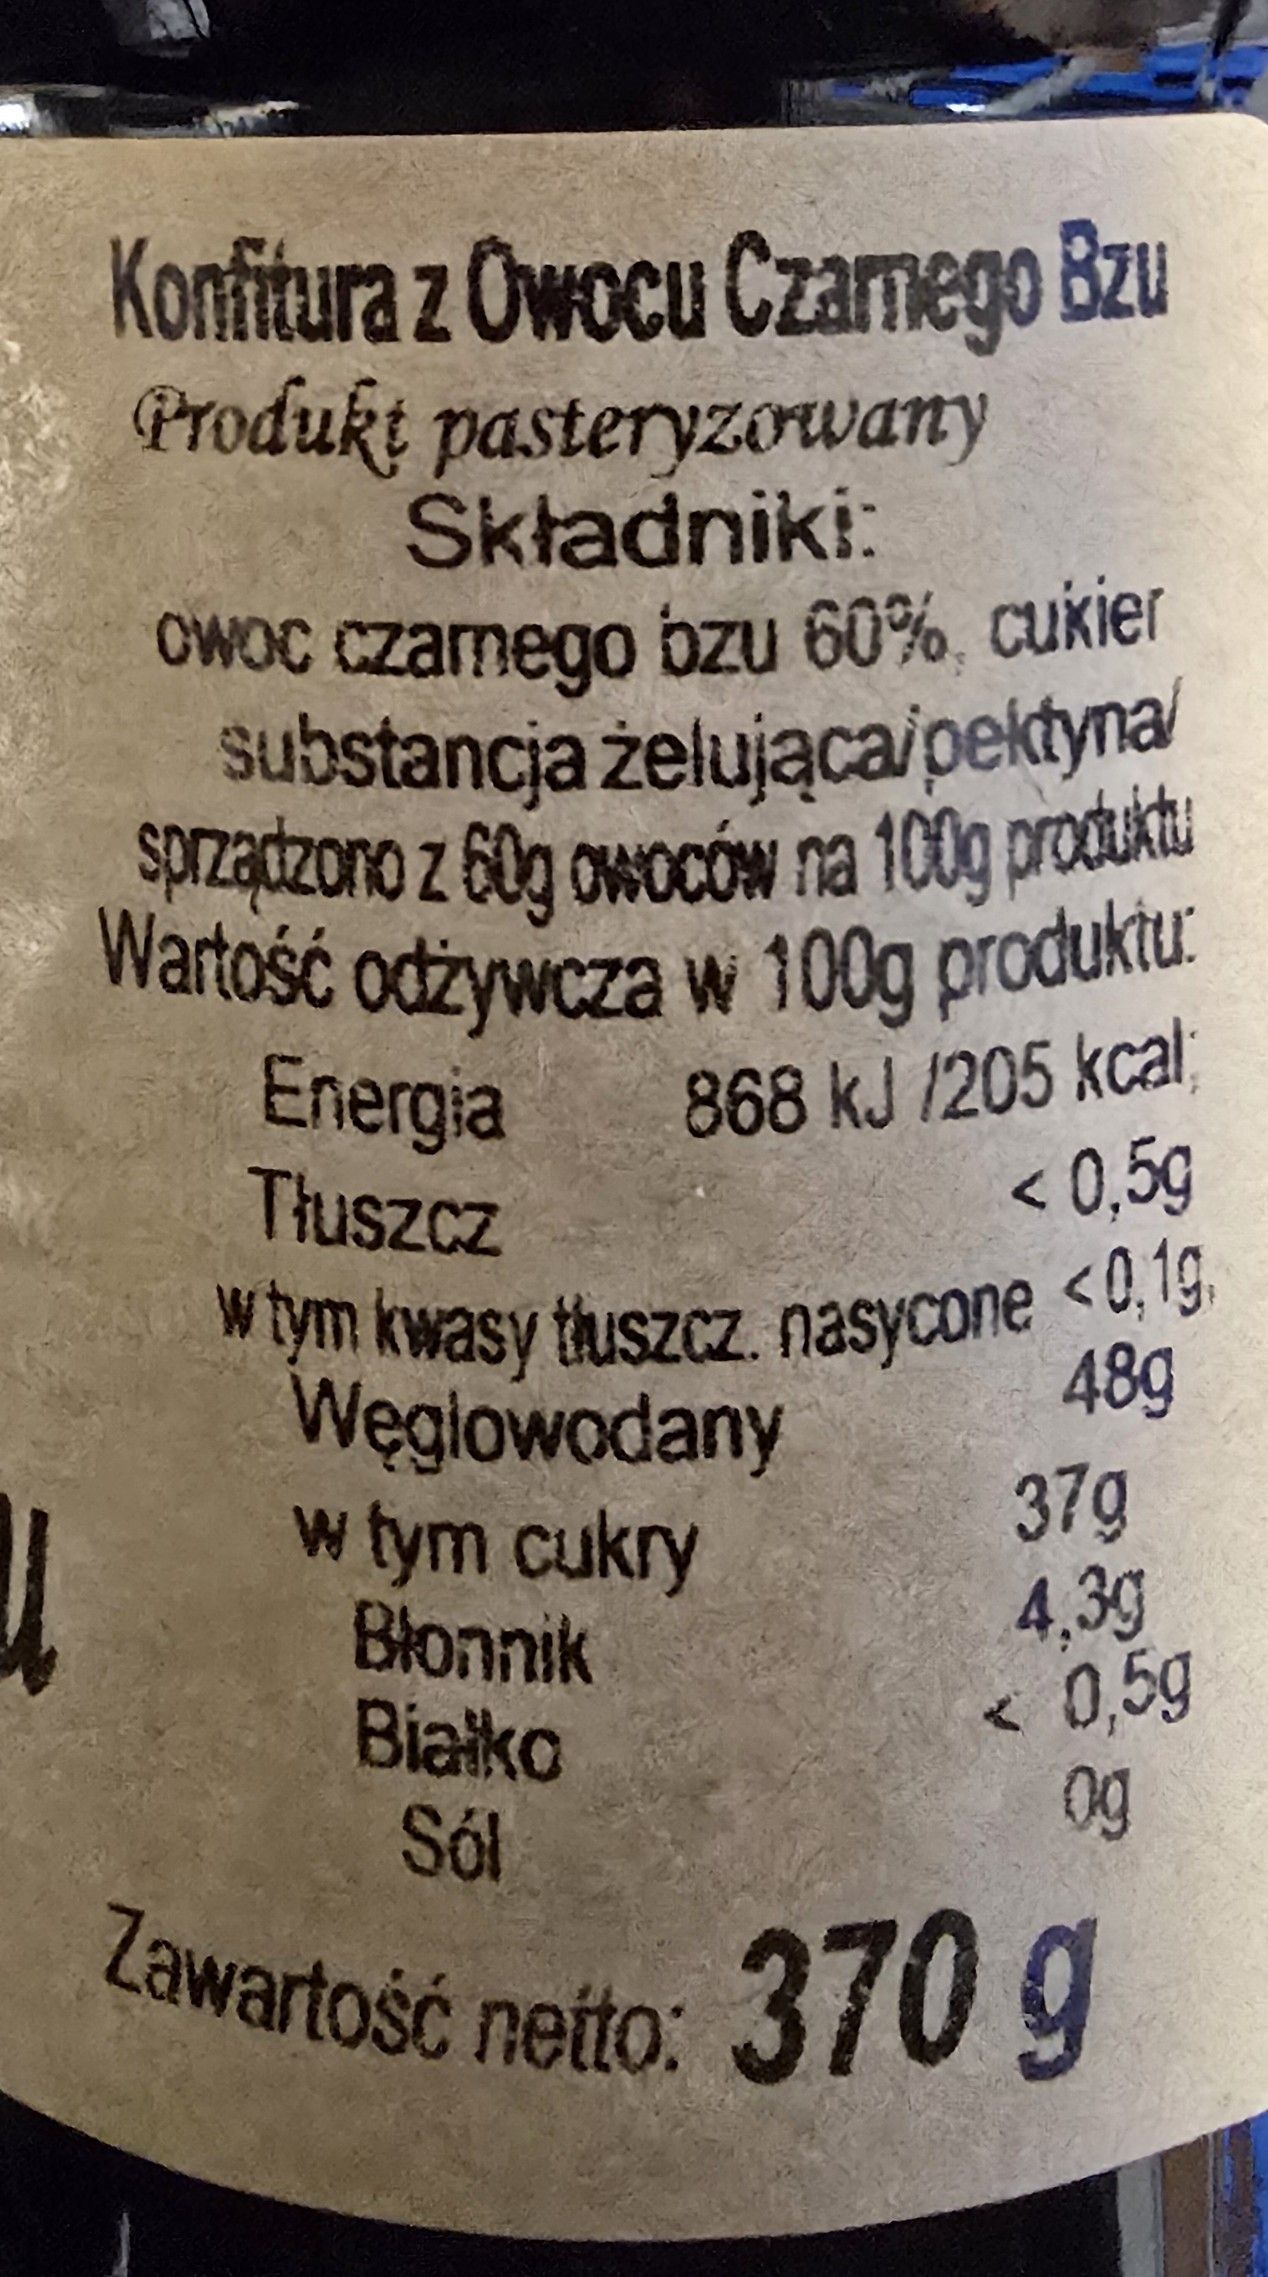 Konfitura z Owocu Czarnego Bzu
Produkt pasteryzowany
Składniki:
owoc czarnego bzu 60%, cukier
substancja żelująca/pektyna/
sprządzono z 60g owoców na 100g produktu
Wartość odżywcza w 100g produktu:
Energia 868 kJ /205 kcal;
Tłuszcz < 0,5g
w tym kwasy tłuszcz. nasycone < 0,1g,
Węglowodany 48g
w tym cukry 37g
Błonnik 4,3g
Białko < 0,5g
Sól 0g
Zawartość netto: 370 g